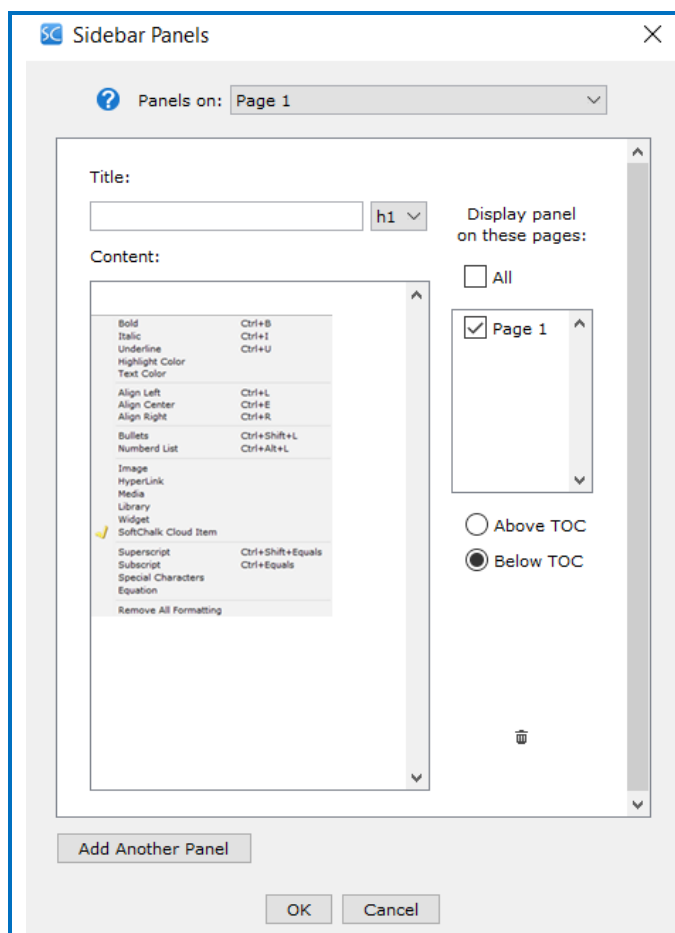 SC Sidebar Panels
? Panels on: Page 1
Title:
h1
Display panel
on these pages:
Content:
All
Page 1
Bold Ctrl+B
Italic Ctrl+I
Underline Ctrl+U
Highlight Color
Text Color
Align Left Ctrl+L
Align Center Ctrl+E
Align Right Ctrl+R
Bullets Ctrl+Shift+L
Numberd List Ctrl+Alt+L
Image
HyperLink
Media
Library
Widget
SoftChalk Cloud Item
Superscript Ctrl+Shift+Equals
Subscript Ctrl+Equals
Special Characters
Equation
Remove All Formatting
Above TOC
Below TOC
Add Another Panel
OK Cancel